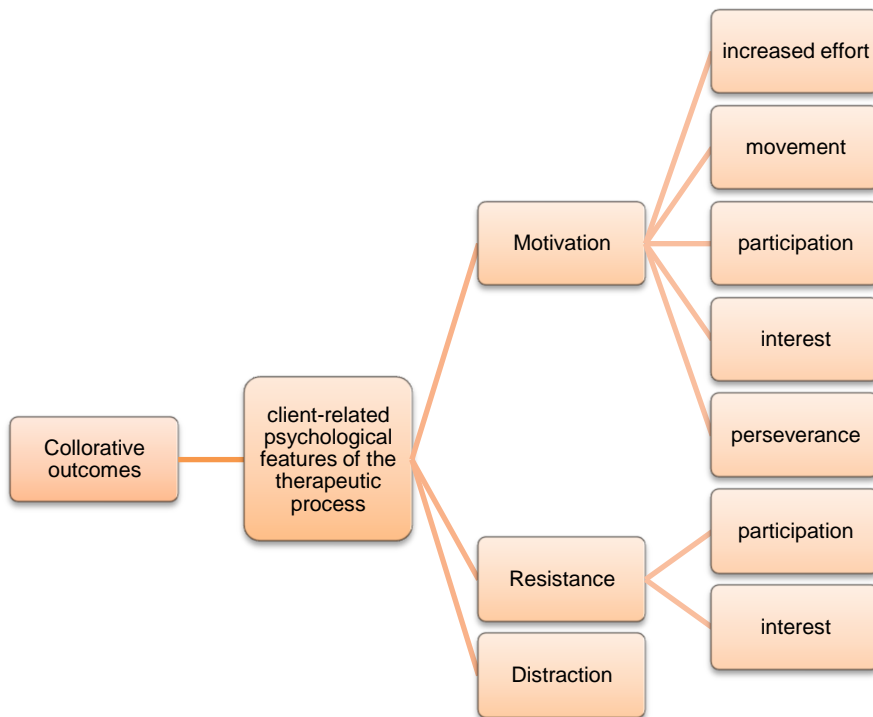 Collorative
outcomes
client-related
psychological
features of the
therapeutic
process
Motivation
increased effort
movement
participation
interest
perseverance
Resistance
participation
interest
Distraction